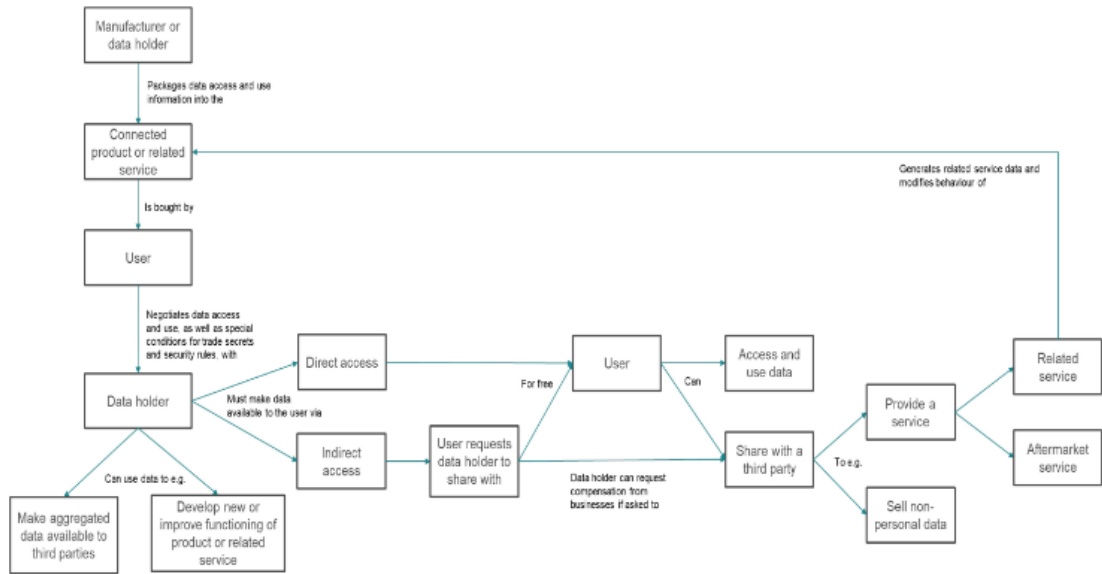 Manufacturer or
data holder
Packages data access and use
information into the
Connected
product or related
service
Generates related service data and
modifies behaviour of
Is bought by
User
Negotiates data access
and use, as well as special
conditions for trade secrets
and security rules, with
Direct access
User
Access and
use data
Related
service
For free
Can
Data holder
Must make data
available to the user via
Provide a
service
Indirect
access
User requests
data holder to
share with
Share with a
third party
To e.g.
Aftermarket
service
Can use data to e.g.
Data holder can request
compensation from
businesses if asked to
Make aggregated
data available to
third parties
Develop new or
improve functioning of
product or related
service
Sell non-
personal data